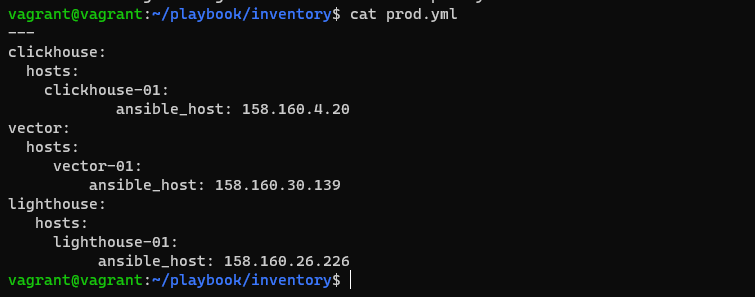 vagrant@vagrant:~/playbook/inventory$ cat prod.yml
---
clickhouse:
  hosts:
    clickhouse-01:
            ansible_host: 158.160.4.20
vector:
  hosts:
     vector-01:
         ansible_host: 158.160.30.139
lighthouse:
   hosts:
     lighthouse-01:
          ansible_host: 158.160.26.226
vagrant@vagrant:~/playbook/inventory$